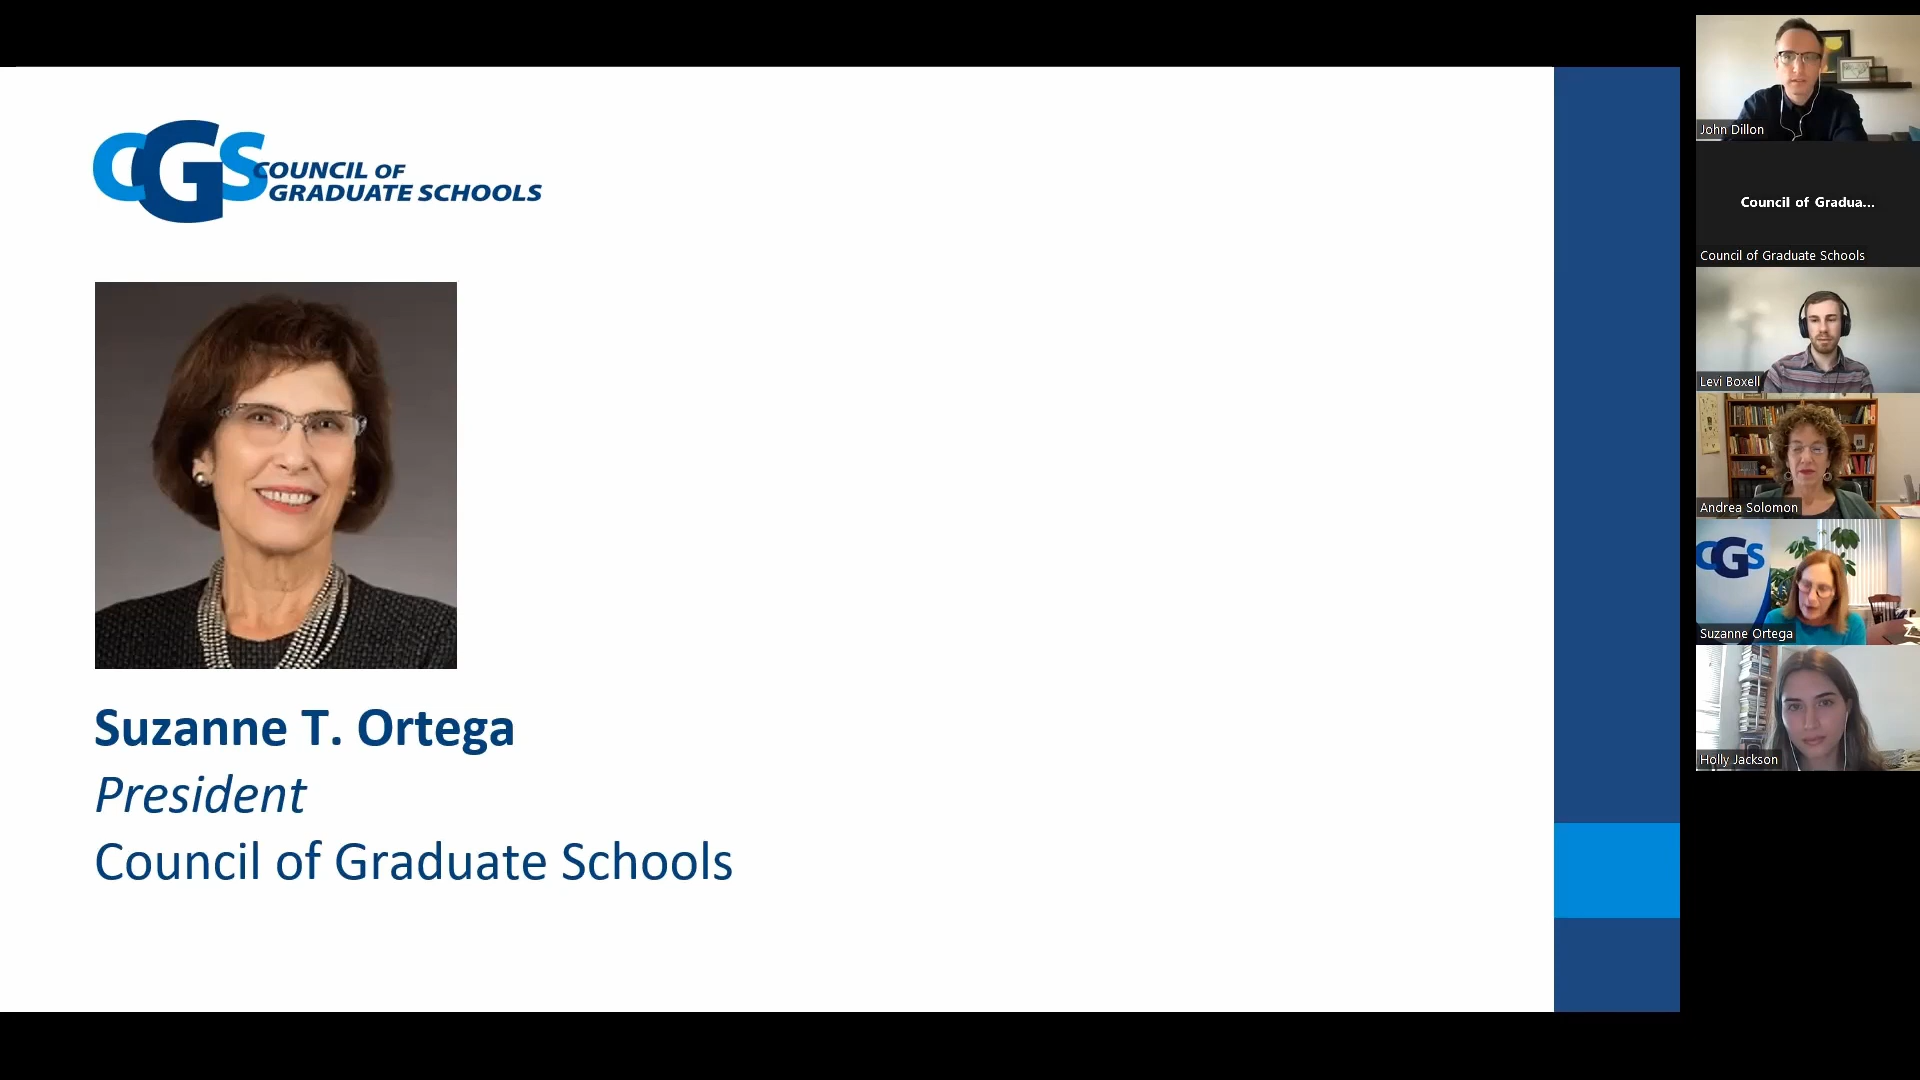 CGS COUNCIL OF
GRADUATE SCHOOLS
Suzanne T. Ortega
President
Council of Graduate Schools
John Dillon
Council of Gradua...
Council of Graduate Schools
Levi Boxell
Andrea Solomon
CGS
Suzanne Ortega
Holly Jackson